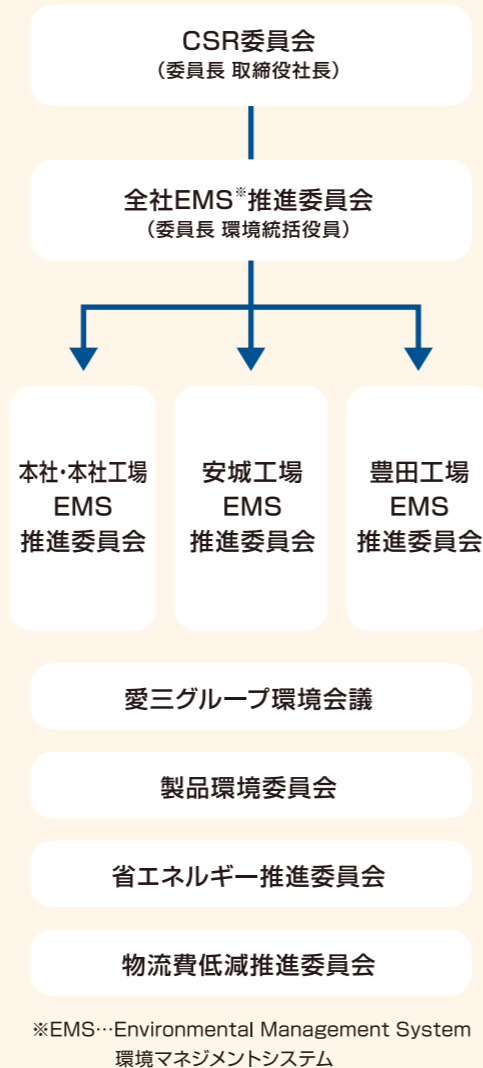 CSR委員会
（委員長 取締役社長）
全社EMS※推進委員会
（委員長 環境統括役員）
本社・本社工場
EMS
推進委員会
安城工場
EMS
推進委員会
豊田工場
EMS
推進委員会
愛三グループ環境会議
製品環境委員会
省エネルギー推進委員会
物流費低減推進委員会
※EMS…Environmental Management System
環境マネジメントシステム